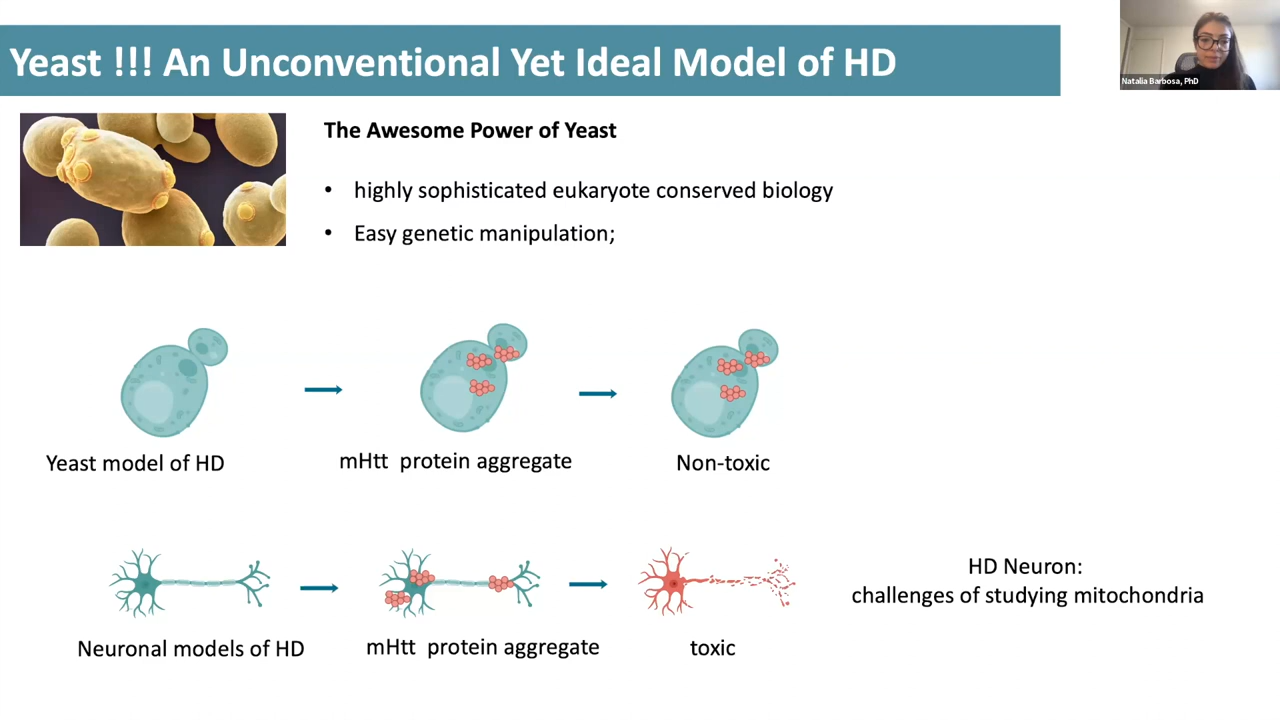 Yeast !!! An Unconventional Yet Ideal Model of HD
Natalia Barbosa, PhD
The Awesome Power of Yeast
• highly sophisticated eukaryote conserved biology
• Easy genetic manipulation;
Yeast model of HD
mHtt protein aggregate
Non-toxic
HD Neuron:
challenges of studying mitochondria
Neuronal models of HD
mHtt protein aggregate
toxic